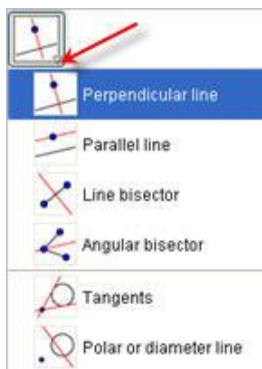 Perpendicular line
Parallel line
Line bisector
Angular bisector
Tangents
Polar or diameter line